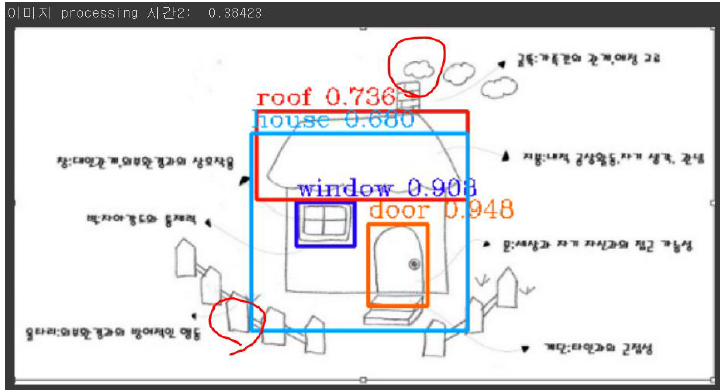 이미지 processing 시간2: 0.38423
굴뚝:가족간의 관계,애정 교류
roof 0.736
house 0.680
창:대인관계,외부환경과의 상호작용
지붕:내적 공상활동,자기 생각, 관념
window 0.908
door 0.948
벽:자아강도와 통제력
문:세상과 자기 자신과의 접근 가능성
울타리:외부환경과의 방어적인 행동
계단:타인과의 근접성